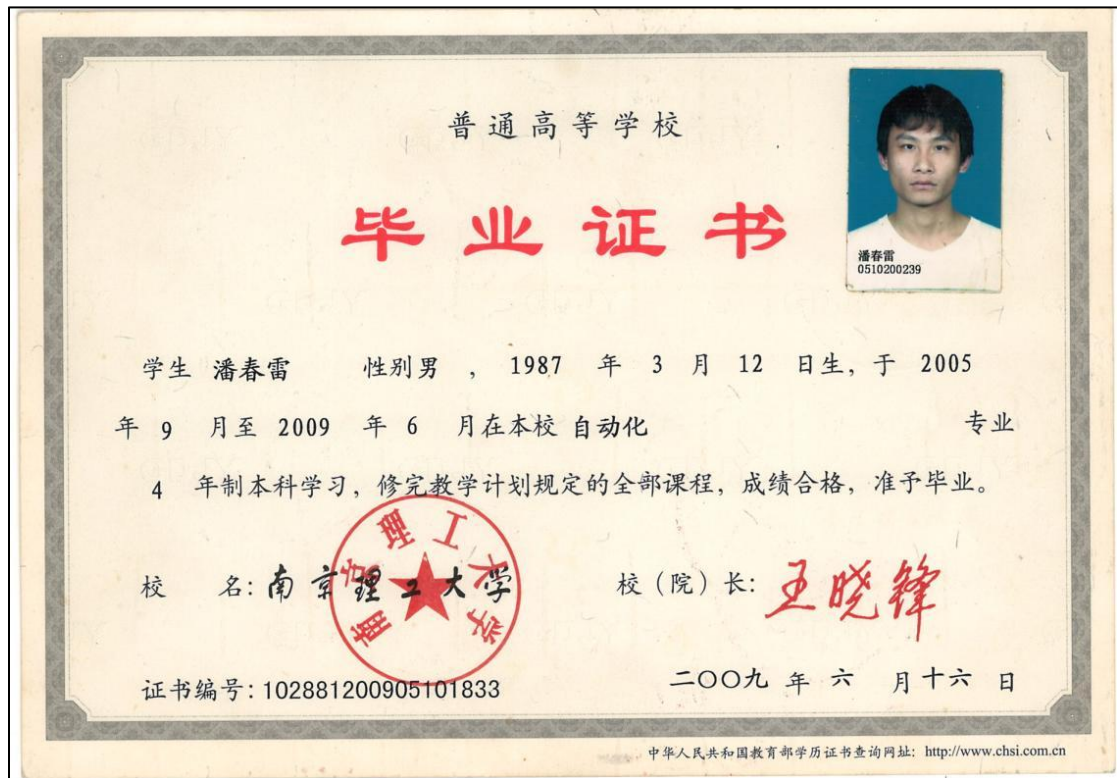 普通高等学校
毕业证书
潘春雷
0510200239
学生 潘春雷 性别男 , 1987 年 3 月 12 日生, 于 2005
年 9 月至 2009 年 6 月在本校 自动化 专业
4 年制本科学习, 修完教学计划规定的全部课程, 成绩合格, 准予毕业。
南京理工大学
校 名: 南京理工大学 校(院)长: 王晓锋
证书编号: 102881200905101833 二〇〇九 年 六 月十六 日
中华人民共和国教育部学历证书查询网址: http://www.chsi.com.cn